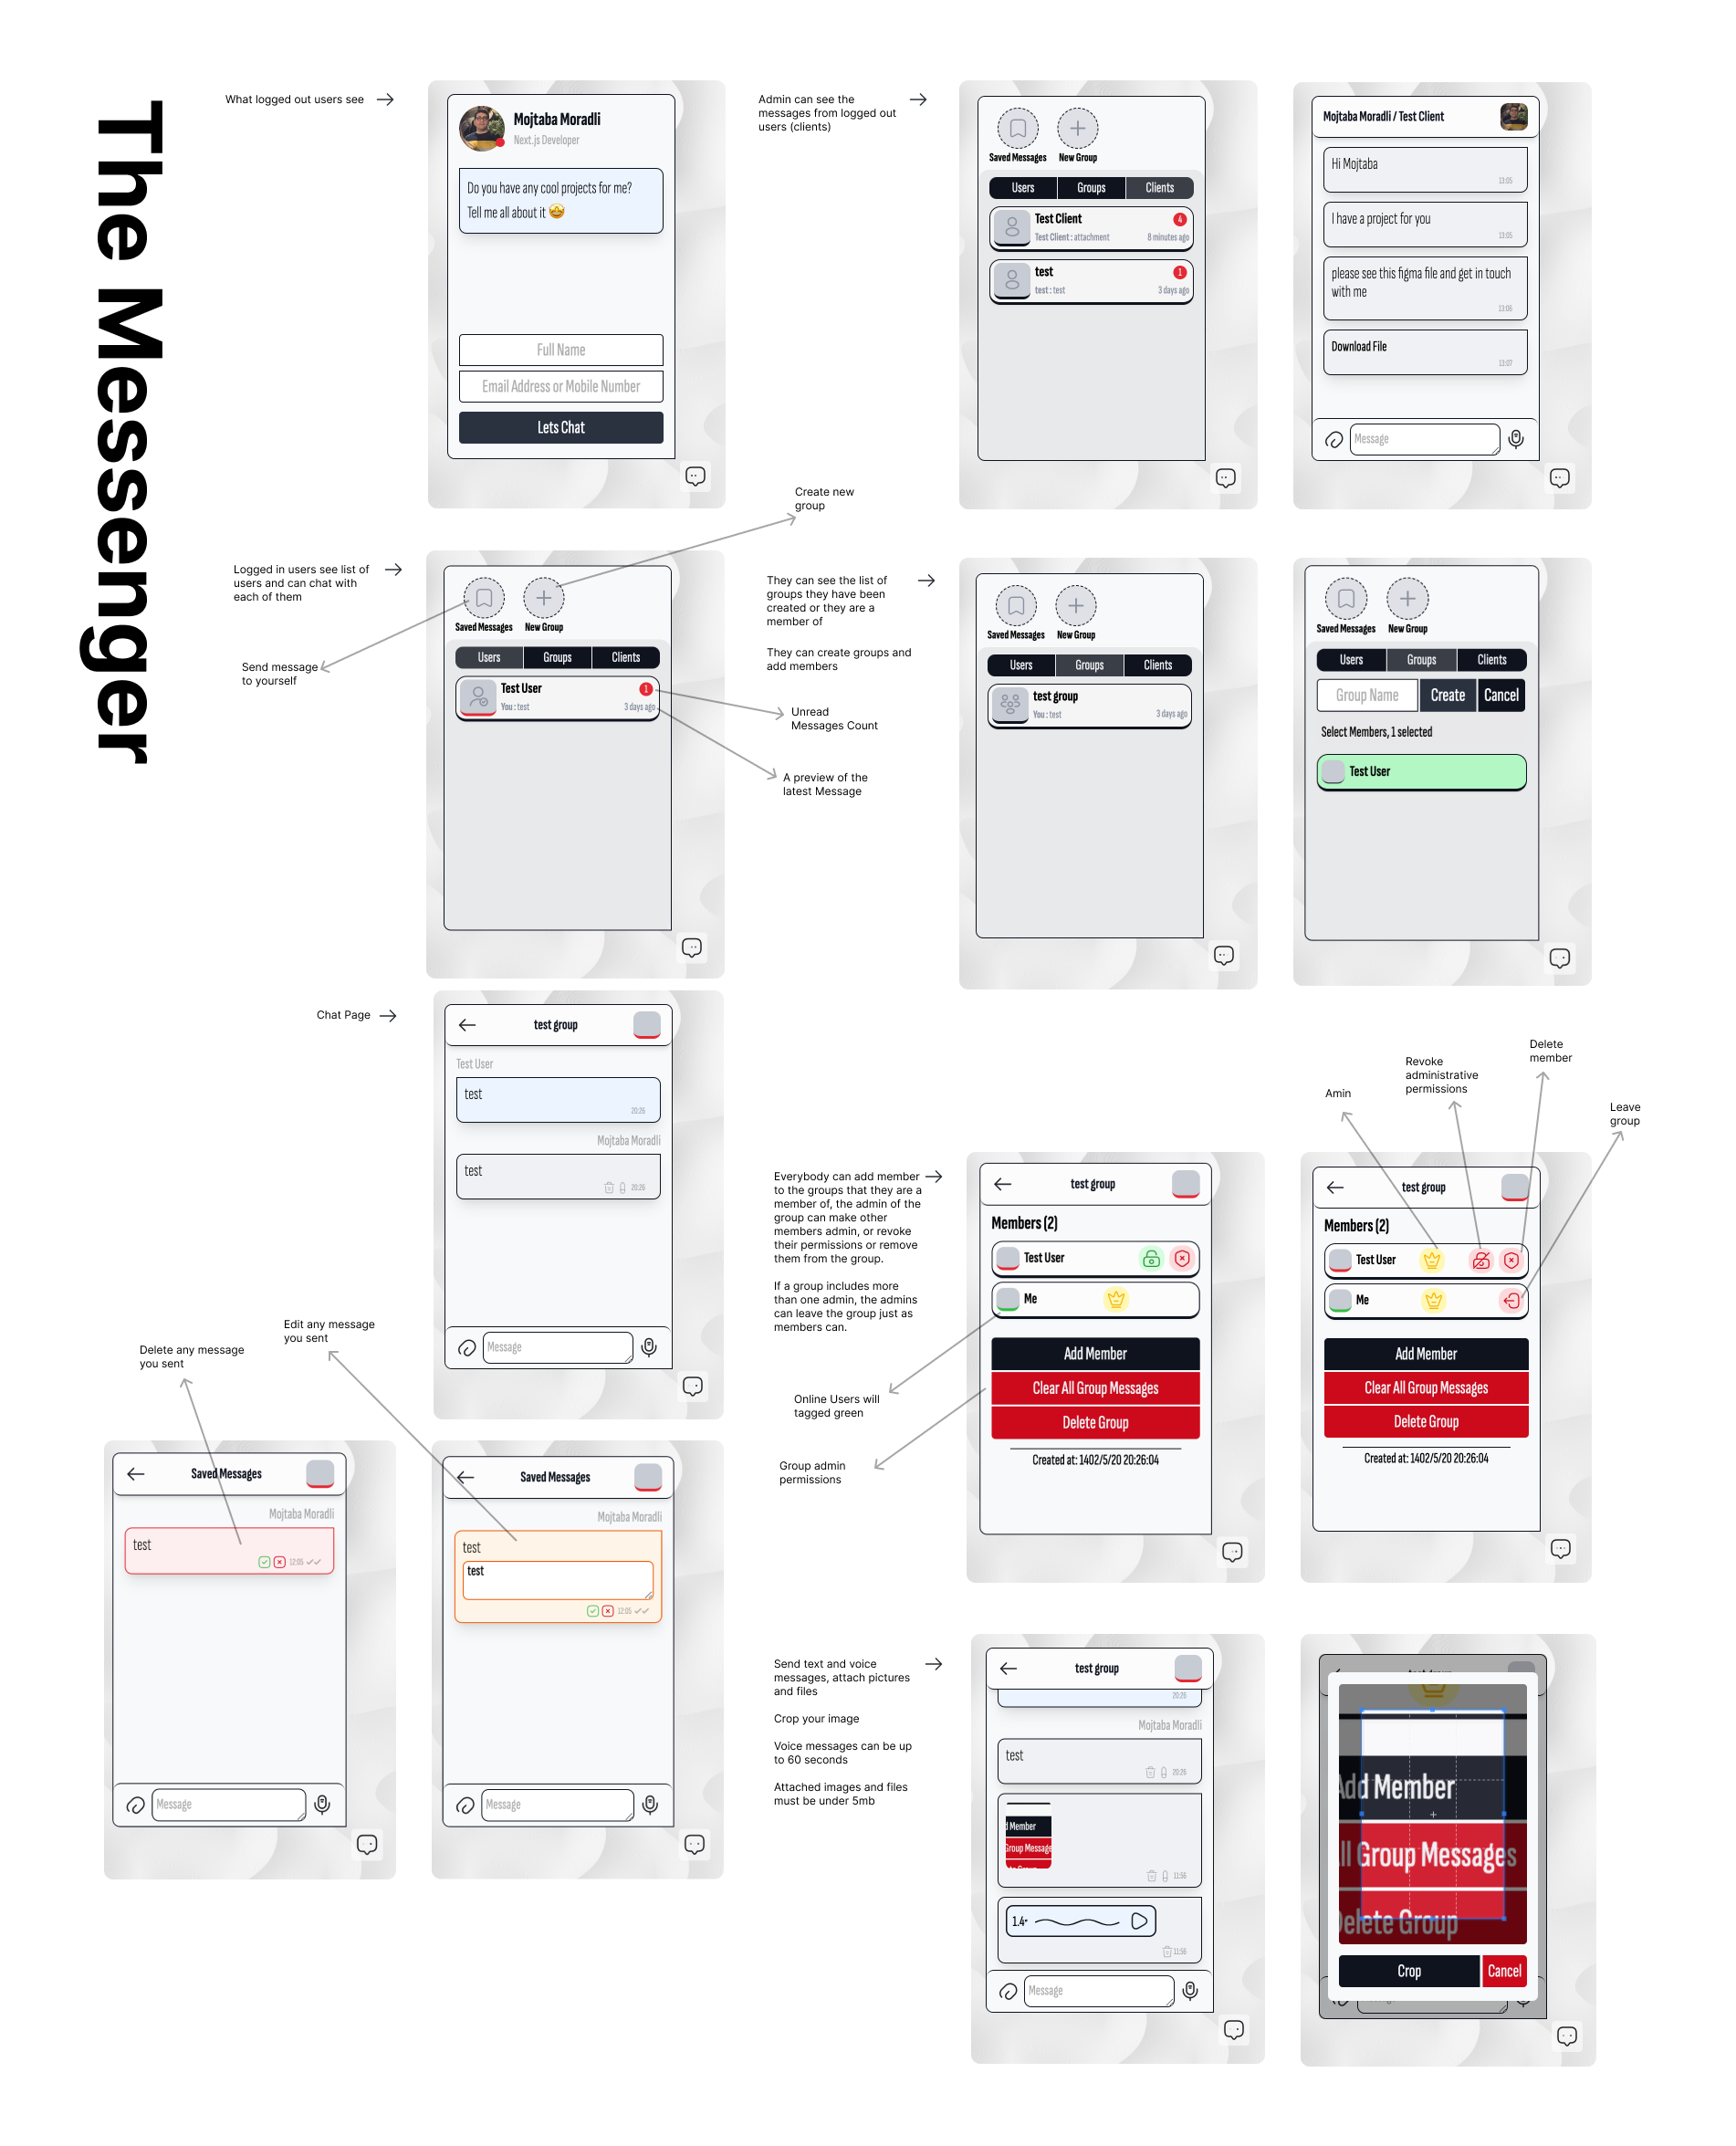 The Messenger
What logged out users see
Mojtaba Moradli
Next.js Developer
Do you have any cool projects for me?
Tell me all about it 🤩
Full Name
Email Address or Mobile Number
Lets Chat
Admin can see the
messages from logged out
users (clients)
Saved Messages
New Group
Users
Groups
Clients
Test Client
4
Test Client : attachment
8 minutes ago
test
1
test : test
3 days ago
Mojtaba Moradli / Test Client
Hi Mojtaba
13:05
I have a project for you
13:05
please see this figma file and get in touch
with me
13:06
Download File
13:07
Message
Create new
group
Logged in users see list of
users and can chat with
each of them
Send message
to yourself
Saved Messages
New Group
Users
Groups
Clients
Test User
1
You : test
3 days ago
Unread
Messages Count
A preview of the
latest Message
They can see the list of
groups they have been
created or they are a
member of
They can create groups and
add members
Saved Messages
New Group
Users
Groups
Clients
test group
You : test
3 days ago
Saved Messages
New Group
Users
Groups
Clients
Group Name
Create
Cancel
Select Members, 1 selected
Test User
Chat Page
test group
Test User
test
20:26
Mojtaba Moradli
test
20:26
Message
Everybody can add member
to the groups that they are a
member of, the admin of the
group can make other
members admin, or revoke
their permissions or remove
them from the group.
If a group includes more
than one admin, the admins
can leave the group just as
members can.
Online Users will
tagged green
Group admin
permissions
test group
Members (2)
Test User
Me
Add Member
Clear All Group Messages
Delete Group
Created at: 1402/5/20 20:26:04
Amin
Revoke
administrative
permissions
Delete
member
Leave
group
test group
Members (2)
Test User
Me
Add Member
Clear All Group Messages
Delete Group
Created at: 1402/5/20 20:26:04
Delete any message
you sent
Edit any message
you sent
Saved Messages
Mojtaba Moradli
test
12:05
Message
Saved Messages
Mojtaba Moradli
test
test
12:05
Message
Send text and voice
messages, attach pictures
and files
Crop your image
Voice messages can be up
to 60 seconds
Attached images and files
must be under 5mb
test group
20:26
Mojtaba Moradli
test
20:26
d Member
Group Message
11:56
1.4"
11:56
Message
Add Member
ll Group Messages
Delete Group
Crop
Cancel